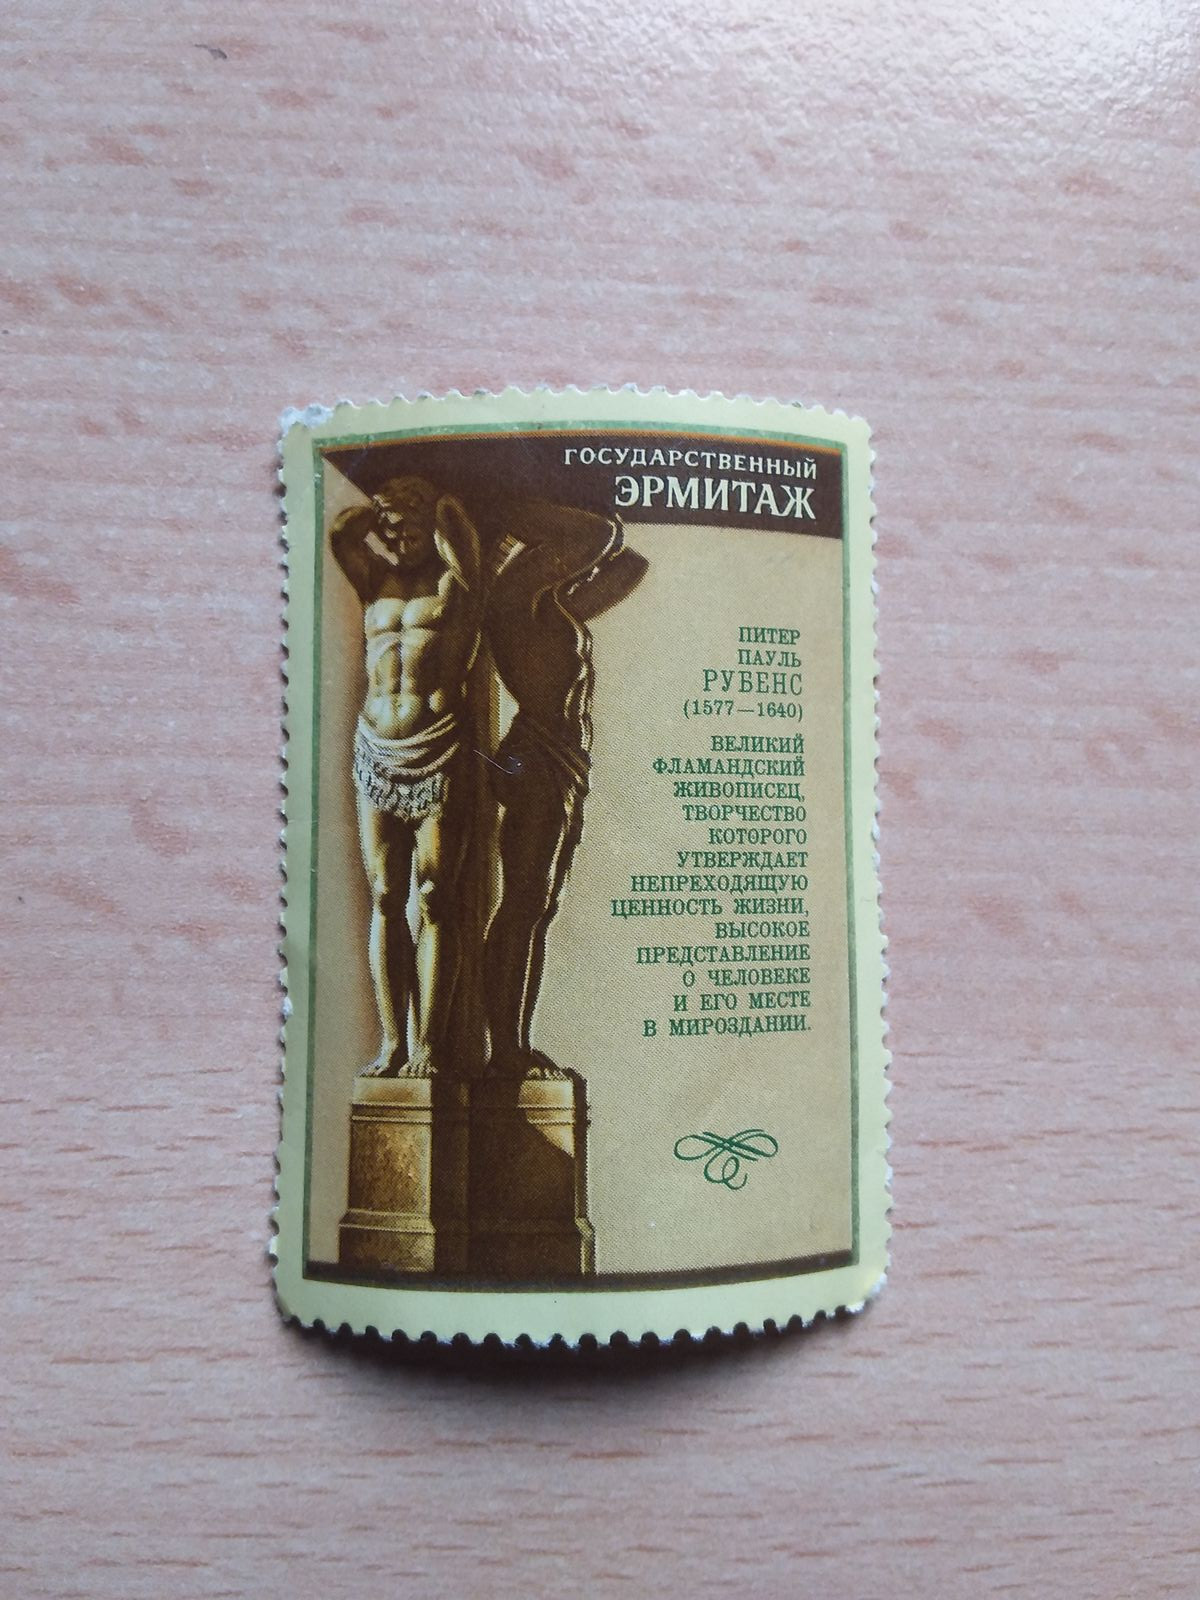 ГОСУДАРСТВЕННЫЙ
ЭРМИТАЖ
ПИТЕР
ПАУЛЬ
РУБЕНС
(1577—1640)
ВЕЛИКИЙ
ФЛАМАНДСКИЙ
ЖИВОПИСЕЦ,
ТВОРЧЕСТВО
КОТОРОГО
УТВЕРЖДАЕТ
НЕПРЕХОДЯЩУЮ
ЦЕННОСТЬ ЖИЗНИ,
ВЫСОКОЕ
ПРЕДСТАВЛЕНИЕ
О ЧЕЛОВЕКЕ
И ЕГО МЕСТЕ
В МИРОЗДАНИИ.